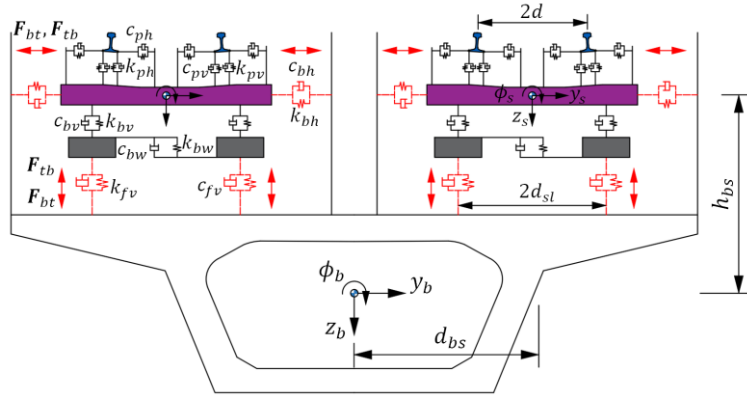 2d
F_bt, F_tb
c_ph
k_ph
c_pv
k_pv
c_bh
k_bh
ϕ_s
y_s
z_s
c_bv
k_bv
c_bw
k_bw
F_tb
F_bt
k_fv
c_fv
2d_sl
h_bs
ϕ_b
y_b
z_b
d_bs